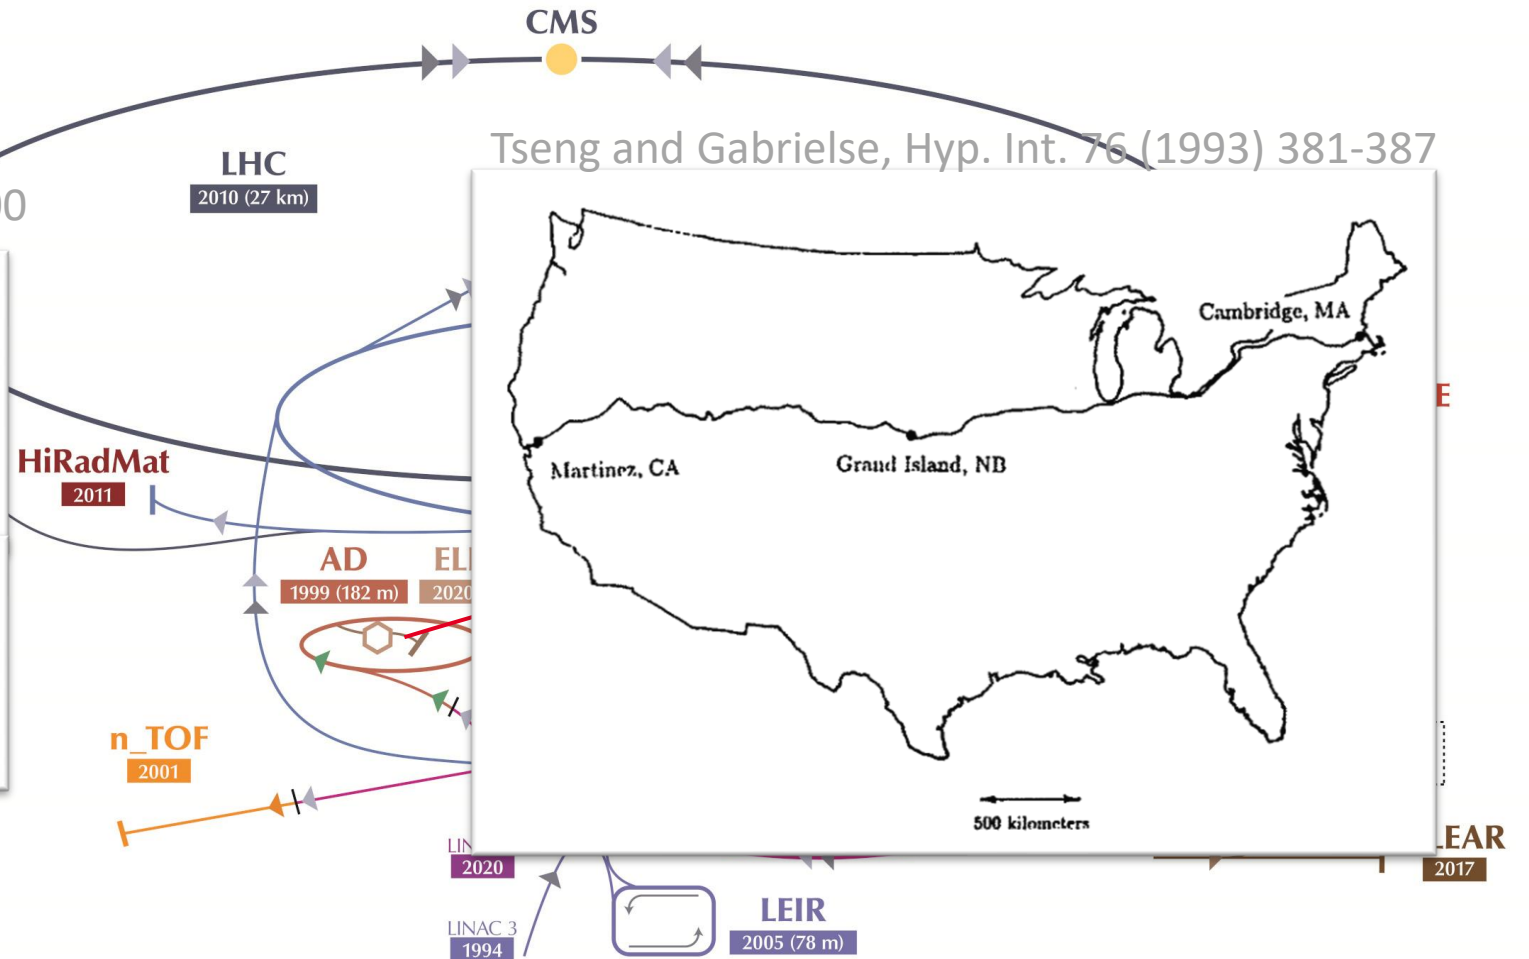 CMS
Tseng and Gabrielse, Hyp. Int. 76 (1993) 381-387
LHC
2010 (27 km)
Cambridge, MA
Martinez, CA
Grand Island, NB
500 kilometers
HiRadMat
2011
AD
1999 (182 m)
2020
n_TOF
2001
2020
LINAC 3
1994
LEIR
2005 (78 m)
EAR
2017